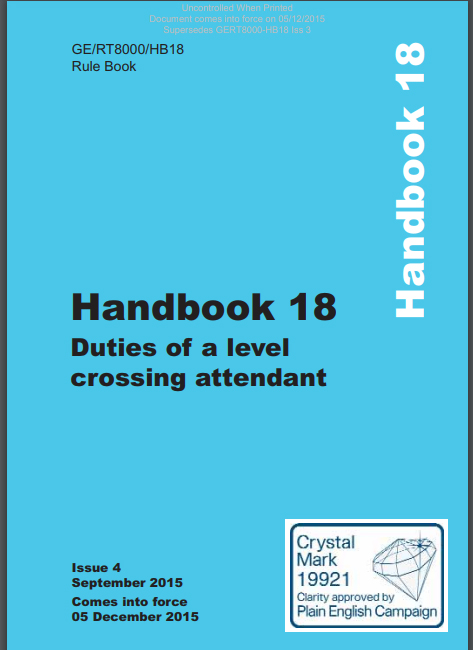 Uncontrolled When Printed
Document comes into force on 05/12/2015
Supersedes GERT8000-HB18 Iss 3
GE/RT8000/HB18
Rule Book
Handbook 18
Handbook 18
Duties of a level
crossing attendant
Issue 4
September 2015
Comes into force
05 December 2015
Crystal
Mark
19921
Clarity approved by
Plain English Campaign